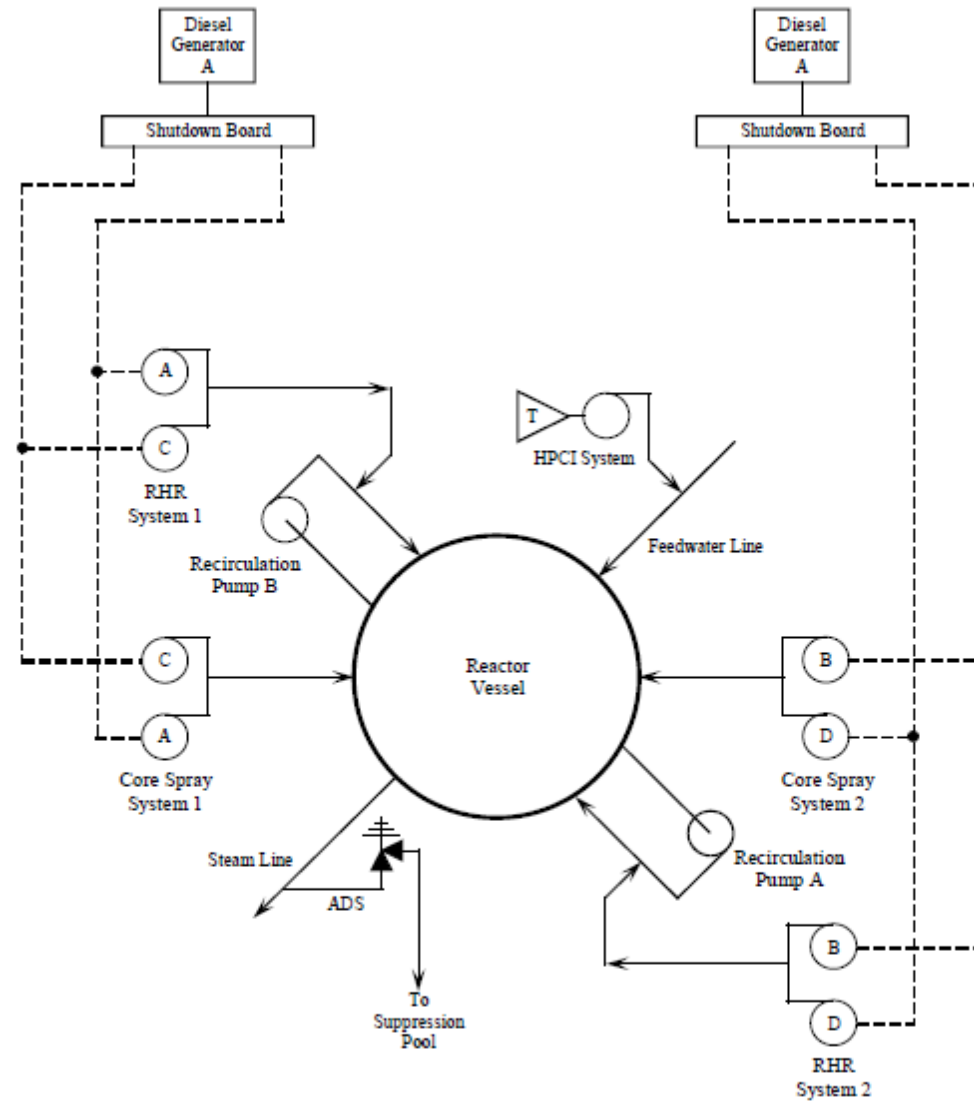 Diesel
Generator
A
Diesel
Generator
A
Shutdown Board
Shutdown Board
A
C
RHR
System 1
T
HPCI System
Feedwater Line
Recirculation
Pump B
C
A
Core Spray
System 1
Reactor
Vessel
B
D
Core Spray
System 2
Steam Line
ADS
To
Suppression
Pool
Recirculation
Pump A
B
D
RHR
System 2